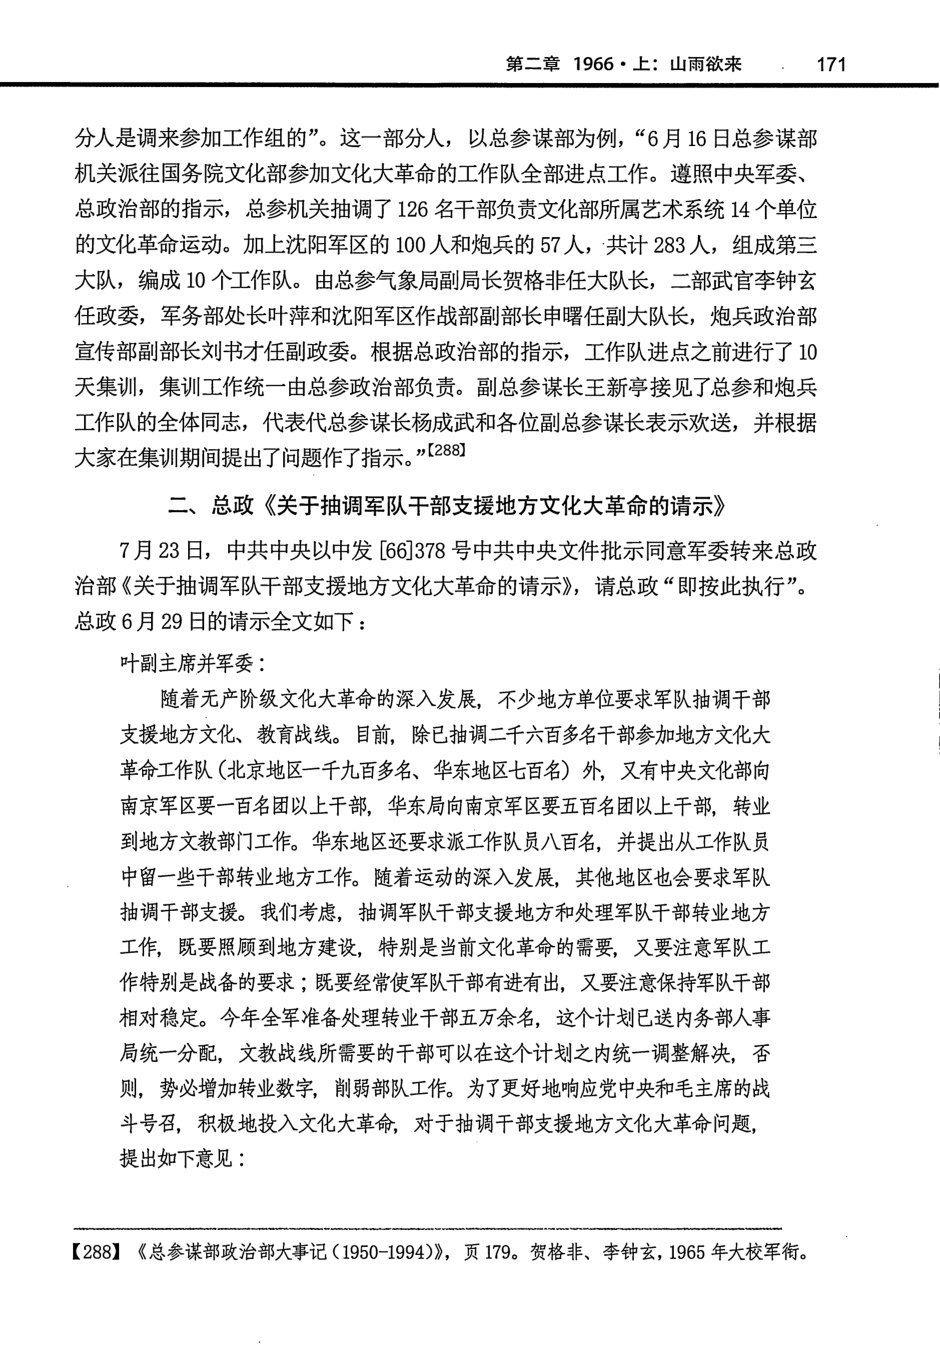 第二章 1966·上：山雨欲来 171
分人是调来参加工作组的”。这一部分人，以总参谋部为例，“6月16日总参谋部
机关派往国务院文化部参加文化大革命的工作队全部进点工作。遵照中央军委、
总政治部的指示，总参机关抽调了126名干部负责文化部所属艺术系统14个单位
的文化革命运动。加上沈阳军区的100人和炮兵的57人，共计283人，组成第三
大队，编成10个工作队。由总参气象局副局长贺格非任大队长，二部武官李钟玄
任政委，军务部处长叶萍和沈阳军区作战部副部长申曙任副大队长，炮兵政治部
宣传部副部长刘书才任副政委。根据总政治部的指示，工作队进点之前进行了10
天集训，集训工作统一由总参政治部负责。副总参谋长王新亭接见了总参和炮兵
工作队的全体同志，代表代总参谋长杨成武和各位副总参谋长表示欢送，并根据
大家在集训期间提出了问题作了指示。”【288】
二、总政《关于抽调军队干部支援地方文化大革命的请示》
7月23日，中共中央以中发[66]378号中共中央文件批示同意军委转来总政
治部《关于抽调军队干部支援地方文化大革命的请示》，请总政“即按此执行”。
总政6月29日的请示全文如下：
叶副主席并军委：
随着无产阶级文化大革命的深入发展，不少地方单位要求军队抽调干部
支援地方文化、教育战线。目前，除已抽调二千六百多名干部参加地方文化大
革命工作队（北京地区一千九百多名、华东地区七百名）外，又有中央文化部向
南京军区要一百名团以上干部，华东局向南京军区要五百名团以上干部，转业
到地方文教部门工作。华东地区还要求派工作队员八百名，并提出从工作队员
中留一些干部转业地方工作。随着运动的深入发展，其他地区也会要求军队
抽调干部支援。我们考虑，抽调军队干部支援地方和处理军队干部转业地方
工作，既要照顾到地方建设，特别是当前文化革命的需要，又要注意军队工
作特别是战备的要求；既要经常使军队干部有进有出，又要注意保持军队干部
相对稳定。今年全军准备处理转业干部五万余名，这个计划已送内务部人事
局统一分配，文教战线所需要的干部可以在这个计划之内统一调整解决，否
则，势必增加转业数字，削弱部队工作。为了更好地响应党中央和毛主席的战
斗号召，积极地投入文化大革命，对于抽调干部支援地方文化大革命问题，
提出如下意见：
【288】《总参谋部政治部大事记（1950-1994）》，页179。贺格非、李钟玄，1965年大校军衔。